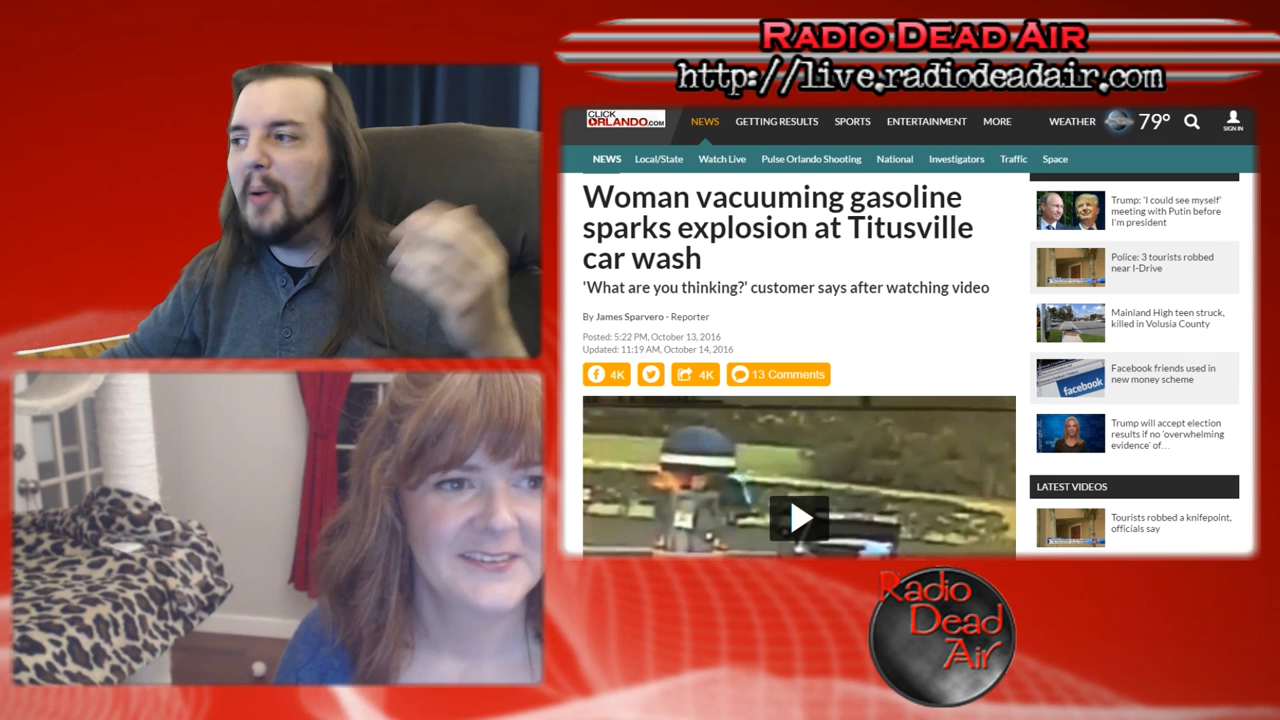 RADIO DEAD AIR
http://live.radiodeadair.com
CLICK
ORLANDO.COM
NEWS
GETTING RESULTS
SPORTS
ENTERTAINMENT
MORE
WEATHER
79°
SIGN IN
NEWS
Local/State
Watch Live
Pulse Orlando Shooting
National
Investigators
Traffic
Space
Woman vacuuming gasoline
sparks explosion at Titusville
car wash
'What are you thinking?' customer says after watching video
By James Sparvero - Reporter
Posted: 5:22 PM, October 13, 2016
Updated: 11:19 AM, October 14, 2016
4K
4K
13 Comments
Trump: 'I could see myself'
meeting with Putin before
I'm president
Police: 3 tourists robbed
near I-Drive
Mainland High teen struck,
killed in Volusia County
facebook
Facebook friends used in
new money scheme
Trump will accept election
results if no 'overwhelming
evidence' of...
LATEST VIDEOS
Tourists robbed a knifepoint,
officials say
Radio
Dead
Air